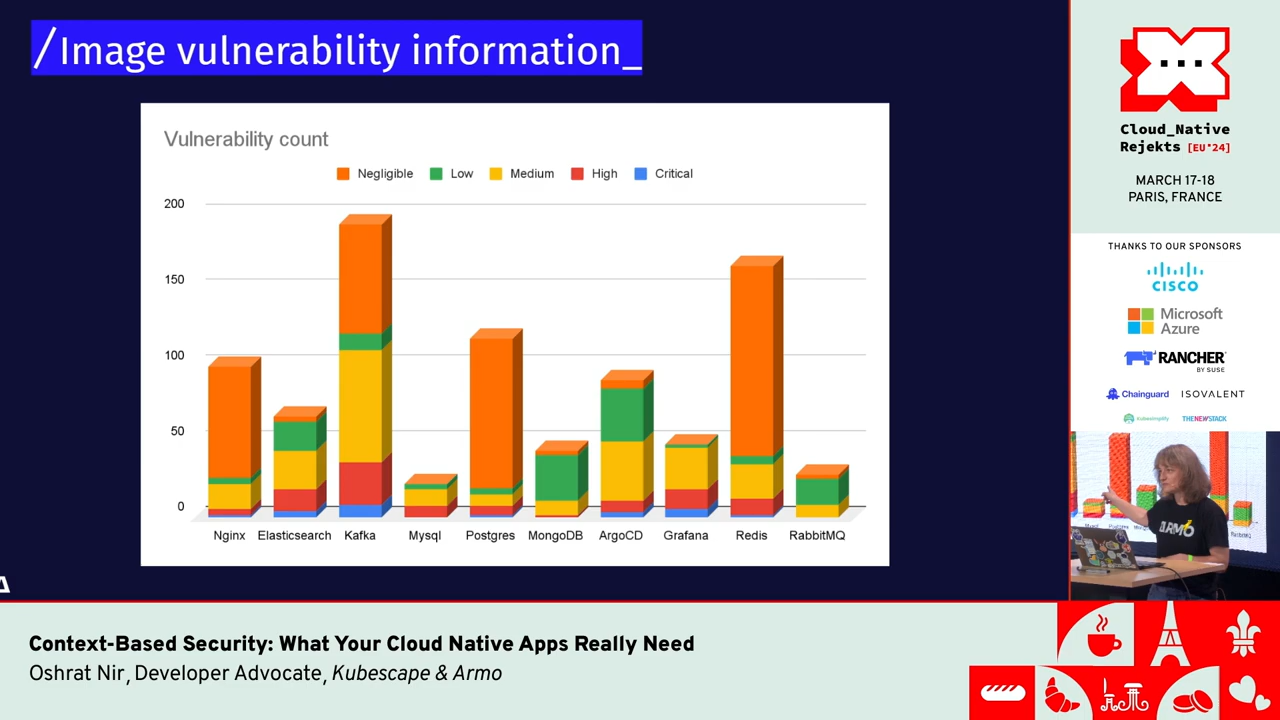 /Image vulnerability information_
Vulnerability count
Negligible Low Medium High Critical
200
150
100
50
0
Nginx Elasticsearch Kafka Mysql Postgres MongoDB ArgoCD Grafana Redis RabbitMQ
Cloud_Native
Rejekts [EU'24]
MARCH 17-18
PARIS, FRANCE
THANKS TO OUR SPONSORS
CISCO
Microsoft
Azure
RANCHER
BY SUSE
Chainguard ISOVALENT
kubesimplify THENEWSTACK
ARMO
RabbitMQ
Context-Based Security: What Your Cloud Native Apps Really Need
Oshrat Nir, Developer Advocate, Kubescape & Armo